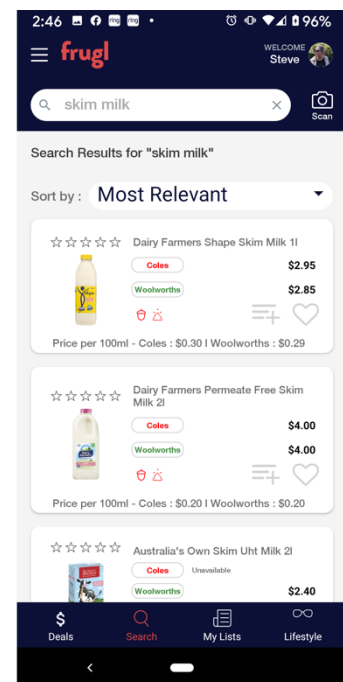 2:46
96%
frugl
WELCOME
Steve
skim milk
Scan
Search Results for "skim milk"
Sort by : Most Relevant
Dairy Farmers Shape Skim Milk 1l
Coles $2.95
Woolworths $2.85
Price per 100ml - Coles : $0.30 I Woolworths : $0.29
Dairy Farmers Permeate Free Skim
Milk 2l
Coles $4.00
Woolworths $4.00
Price per 100ml - Coles : $0.20 I Woolworths : $0.20
Australia's Own Skim Uht Milk 2l
Coles Unavailable
Woolworths $2.40
Deals Search My Lists Lifestyle